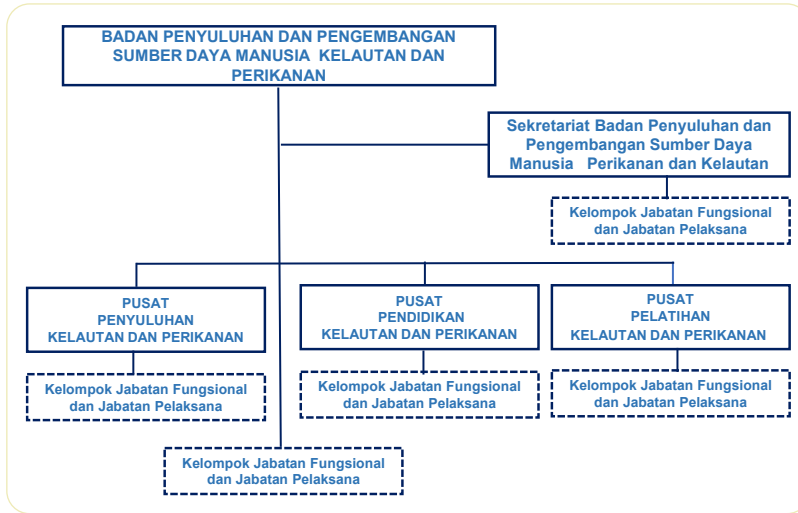 BADAN PENYULUHAN DAN PENGEMBANGAN
SUMBER DAYA MANUSIA KELAUTAN DAN
PERIKANAN
Sekretariat Badan Penyuluhan dan
Pengembangan Sumber Daya
Manusia Perikanan dan Kelautan
Kelompok Jabatan Fungsional
dan Jabatan Pelaksana
PUSAT
PENYULUHAN
KELAUTAN DAN PERIKANAN
PUSAT
PENDIDIKAN
KELAUTAN DAN PERIKANAN
PUSAT
PELATIHAN
KELAUTAN DAN PERIKANAN
Kelompok Jabatan Fungsional
dan Jabatan Pelaksana
Kelompok Jabatan Fungsional
dan Jabatan Pelaksana
Kelompok Jabatan Fungsional
dan Jabatan Pelaksana
Kelompok Jabatan Fungsional
dan Jabatan Pelaksana